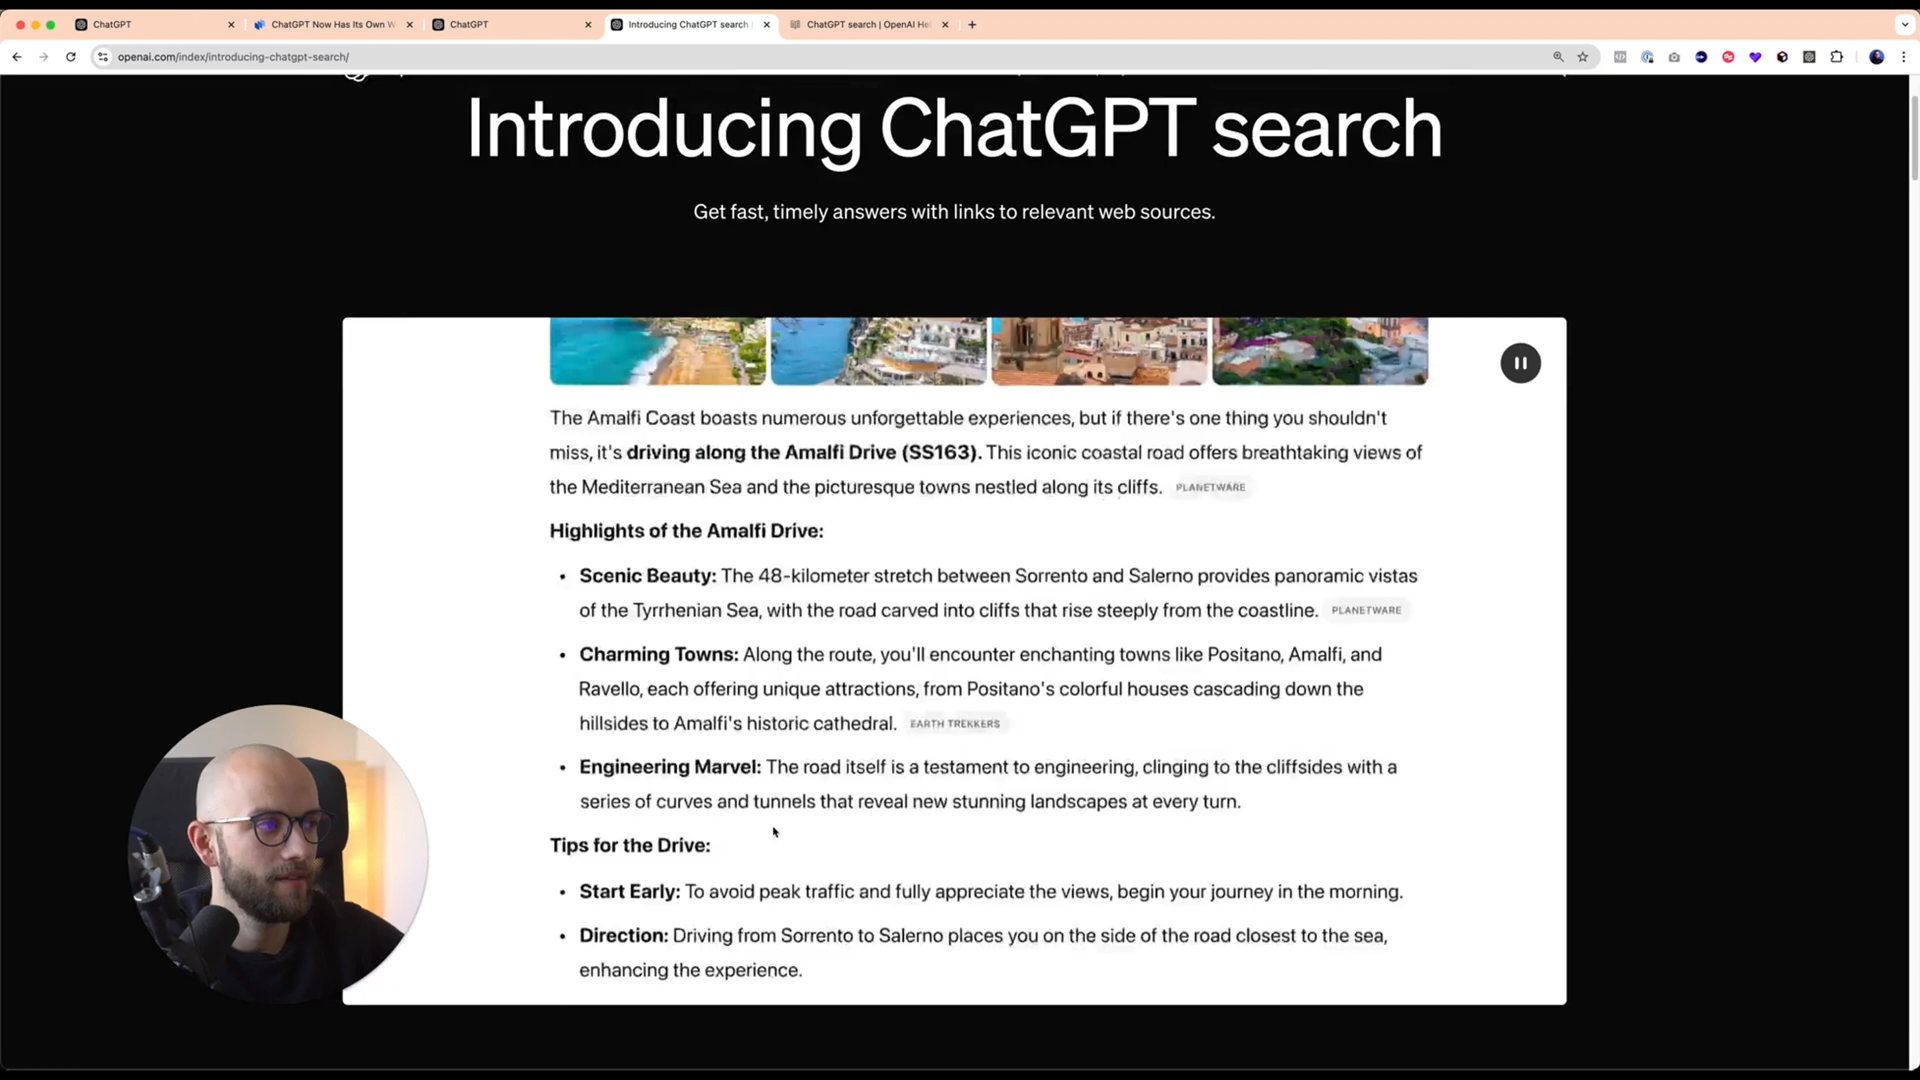 ChatGPT
ChatGPT Now Has Its Own W
ChatGPT
Introducing ChatGPT search
ChatGPT search | OpenAI He
openai.com/index/introducing-chatgpt-search/
Introducing ChatGPT search
Get fast, timely answers with links to relevant web sources.
The Amalfi Coast boasts numerous unforgettable experiences, but if there's one thing you shouldn't
miss, it's driving along the Amalfi Drive (SS163). This iconic coastal road offers breathtaking views of
the Mediterranean Sea and the picturesque towns nestled along its cliffs. PLANETWARE
Highlights of the Amalfi Drive:
• Scenic Beauty: The 48-kilometer stretch between Sorrento and Salerno provides panoramic vistas
of the Tyrrhenian Sea, with the road carved into cliffs that rise steeply from the coastline. PLANETWARE
• Charming Towns: Along the route, you'll encounter enchanting towns like Positano, Amalfi, and
Ravello, each offering unique attractions, from Positano's colorful houses cascading down the
hillsides to Amalfi's historic cathedral. EARTH TREKKERS
• Engineering Marvel: The road itself is a testament to engineering, clinging to the cliffsides with a
series of curves and tunnels that reveal new stunning landscapes at every turn.
Tips for the Drive:
• Start Early: To avoid peak traffic and fully appreciate the views, begin your journey in the morning.
• Direction: Driving from Sorrento to Salerno places you on the side of the road closest to the sea,
enhancing the experience.